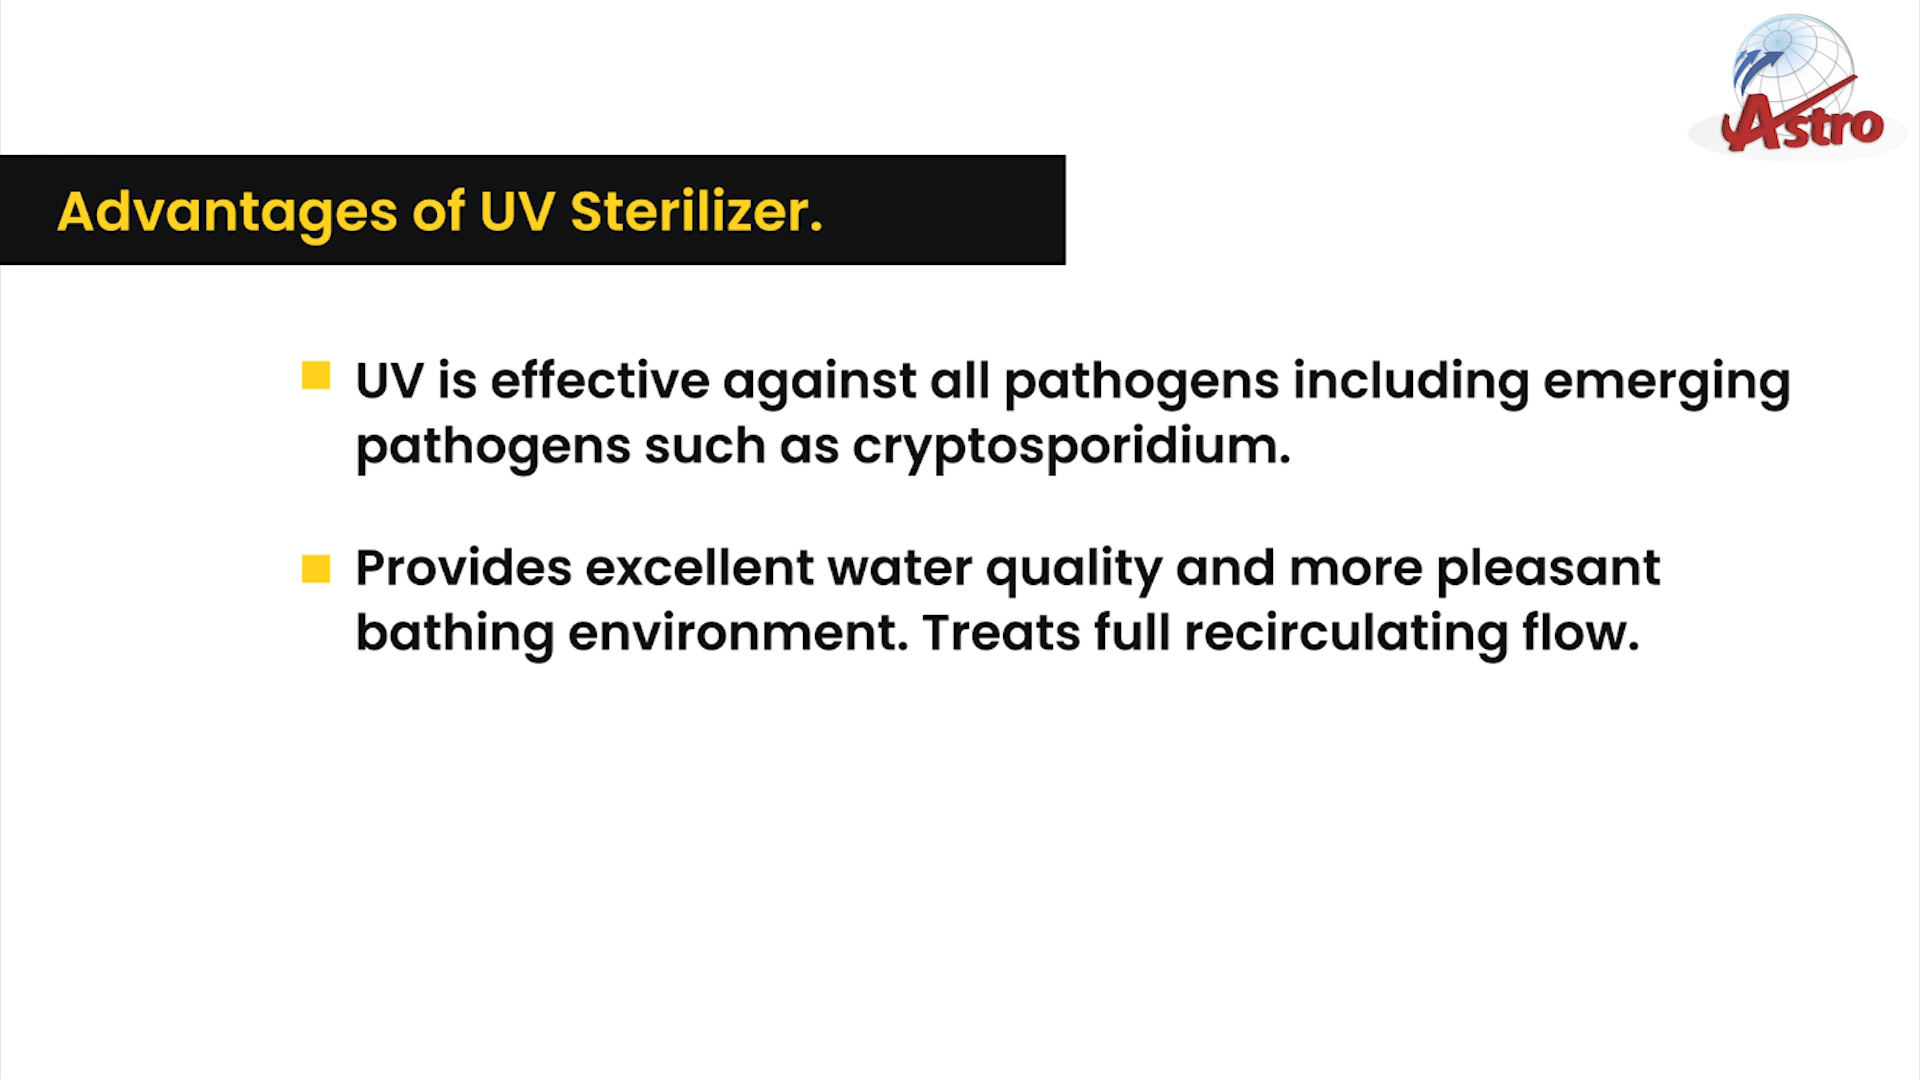 Astro
Advantages of UV Sterilizer.
UV is effective against all pathogens including emerging
pathogens such as cryptosporidium.
Provides excellent water quality and more pleasant
bathing environment. Treats full recirculating flow.